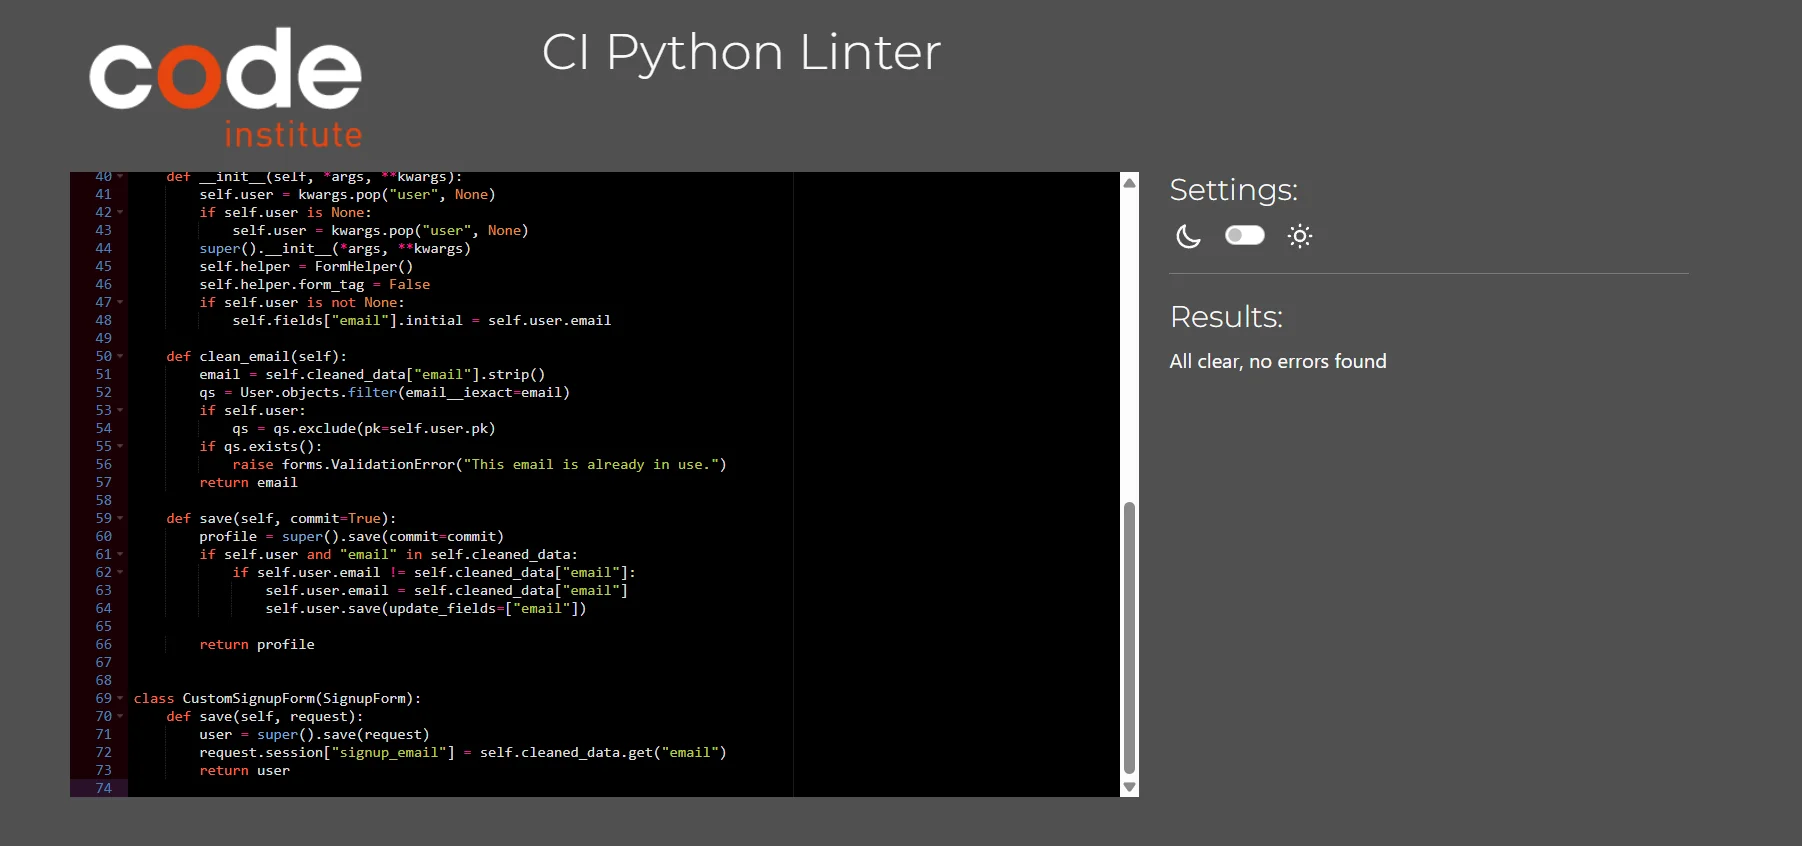 code
institute
CI Python Linter
40 def __init__(self, *args, **kwargs):
41 self.user = kwargs.pop("user", None)
42 if self.user is None:
43 self.user = kwargs.pop("user", None)
44 super().__init__(*args, **kwargs)
45 self.helper = FormHelper()
46 self.helper.form_tag = False
47 if self.user is not None:
48 self.fields["email"].initial = self.user.email
49
50 def clean_email(self):
51 email = self.cleaned_data["email"].strip()
52 qs = User.objects.filter(email__iexact=email)
53 if self.user:
54 qs = qs.exclude(pk=self.user.pk)
55 if qs.exists():
56 raise forms.ValidationError("This email is already in use.")
57 return email
58
59 def save(self, commit=True):
60 profile = super().save(commit=commit)
61 if self.user and "email" in self.cleaned_data:
62 if self.user.email != self.cleaned_data["email"]:
63 self.user.email = self.cleaned_data["email"]
64 self.user.save(update_fields=["email"])
65
66 return profile
67
68
69 class CustomSignupForm(SignupForm):
70 def save(self, request):
71 user = super().save(request)
72 request.session["signup_email"] = self.cleaned_data.get("email")
73 return user
74
Settings:
Results:
All clear, no errors found